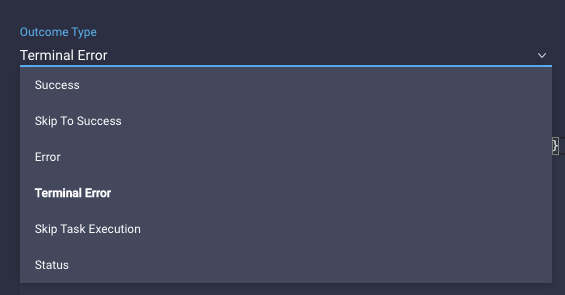 Outcome Type
Terminal Error
Success
Skip To Success
}
Error
Terminal Error
Skip Task Execution
Status